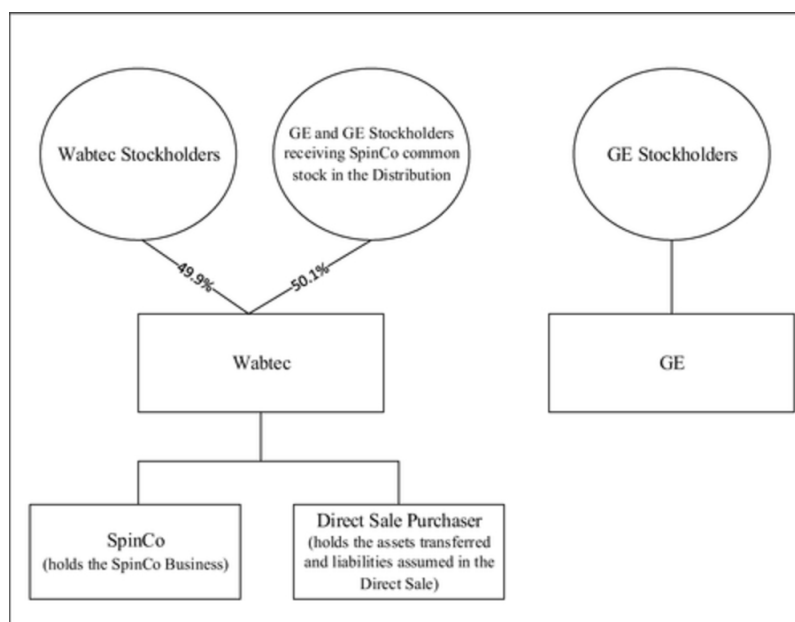 Wabtec Stockholders
GE and GE Stockholders
receiving SpinCo common
stock in the Distribution
GE Stockholders
49.9%
50.1%
Wabtec
GE
SpinCo
(holds the SpinCo Business)
Direct Sale Purchaser
(holds the assets transferred
and liabilities assumed in the
Direct Sale)